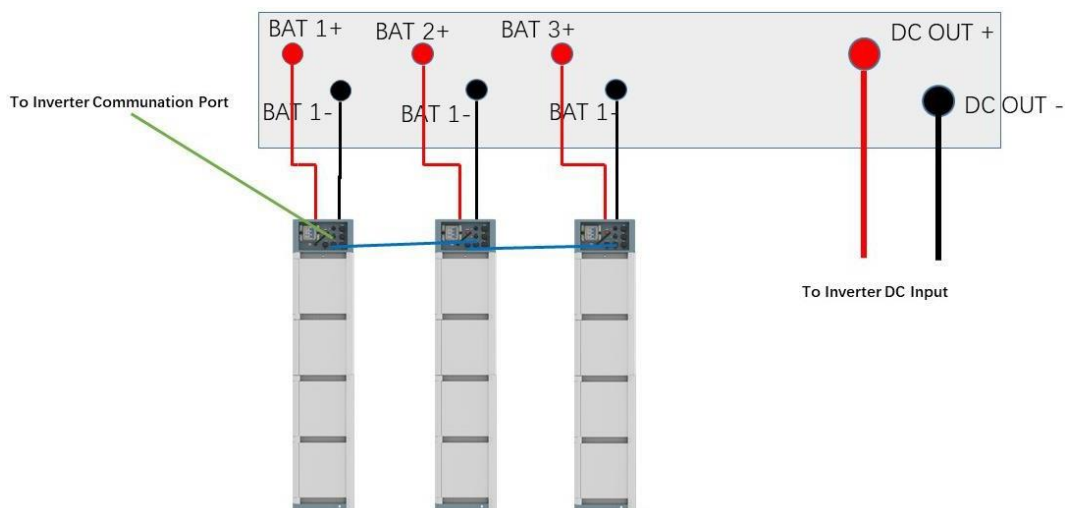 BAT 1+
BAT 2+
BAT 3+
DC OUT +
To Inverter Communation Port
BAT 1-
BAT 1-
BAT 1-
DC OUT -
To Inverter DC Input